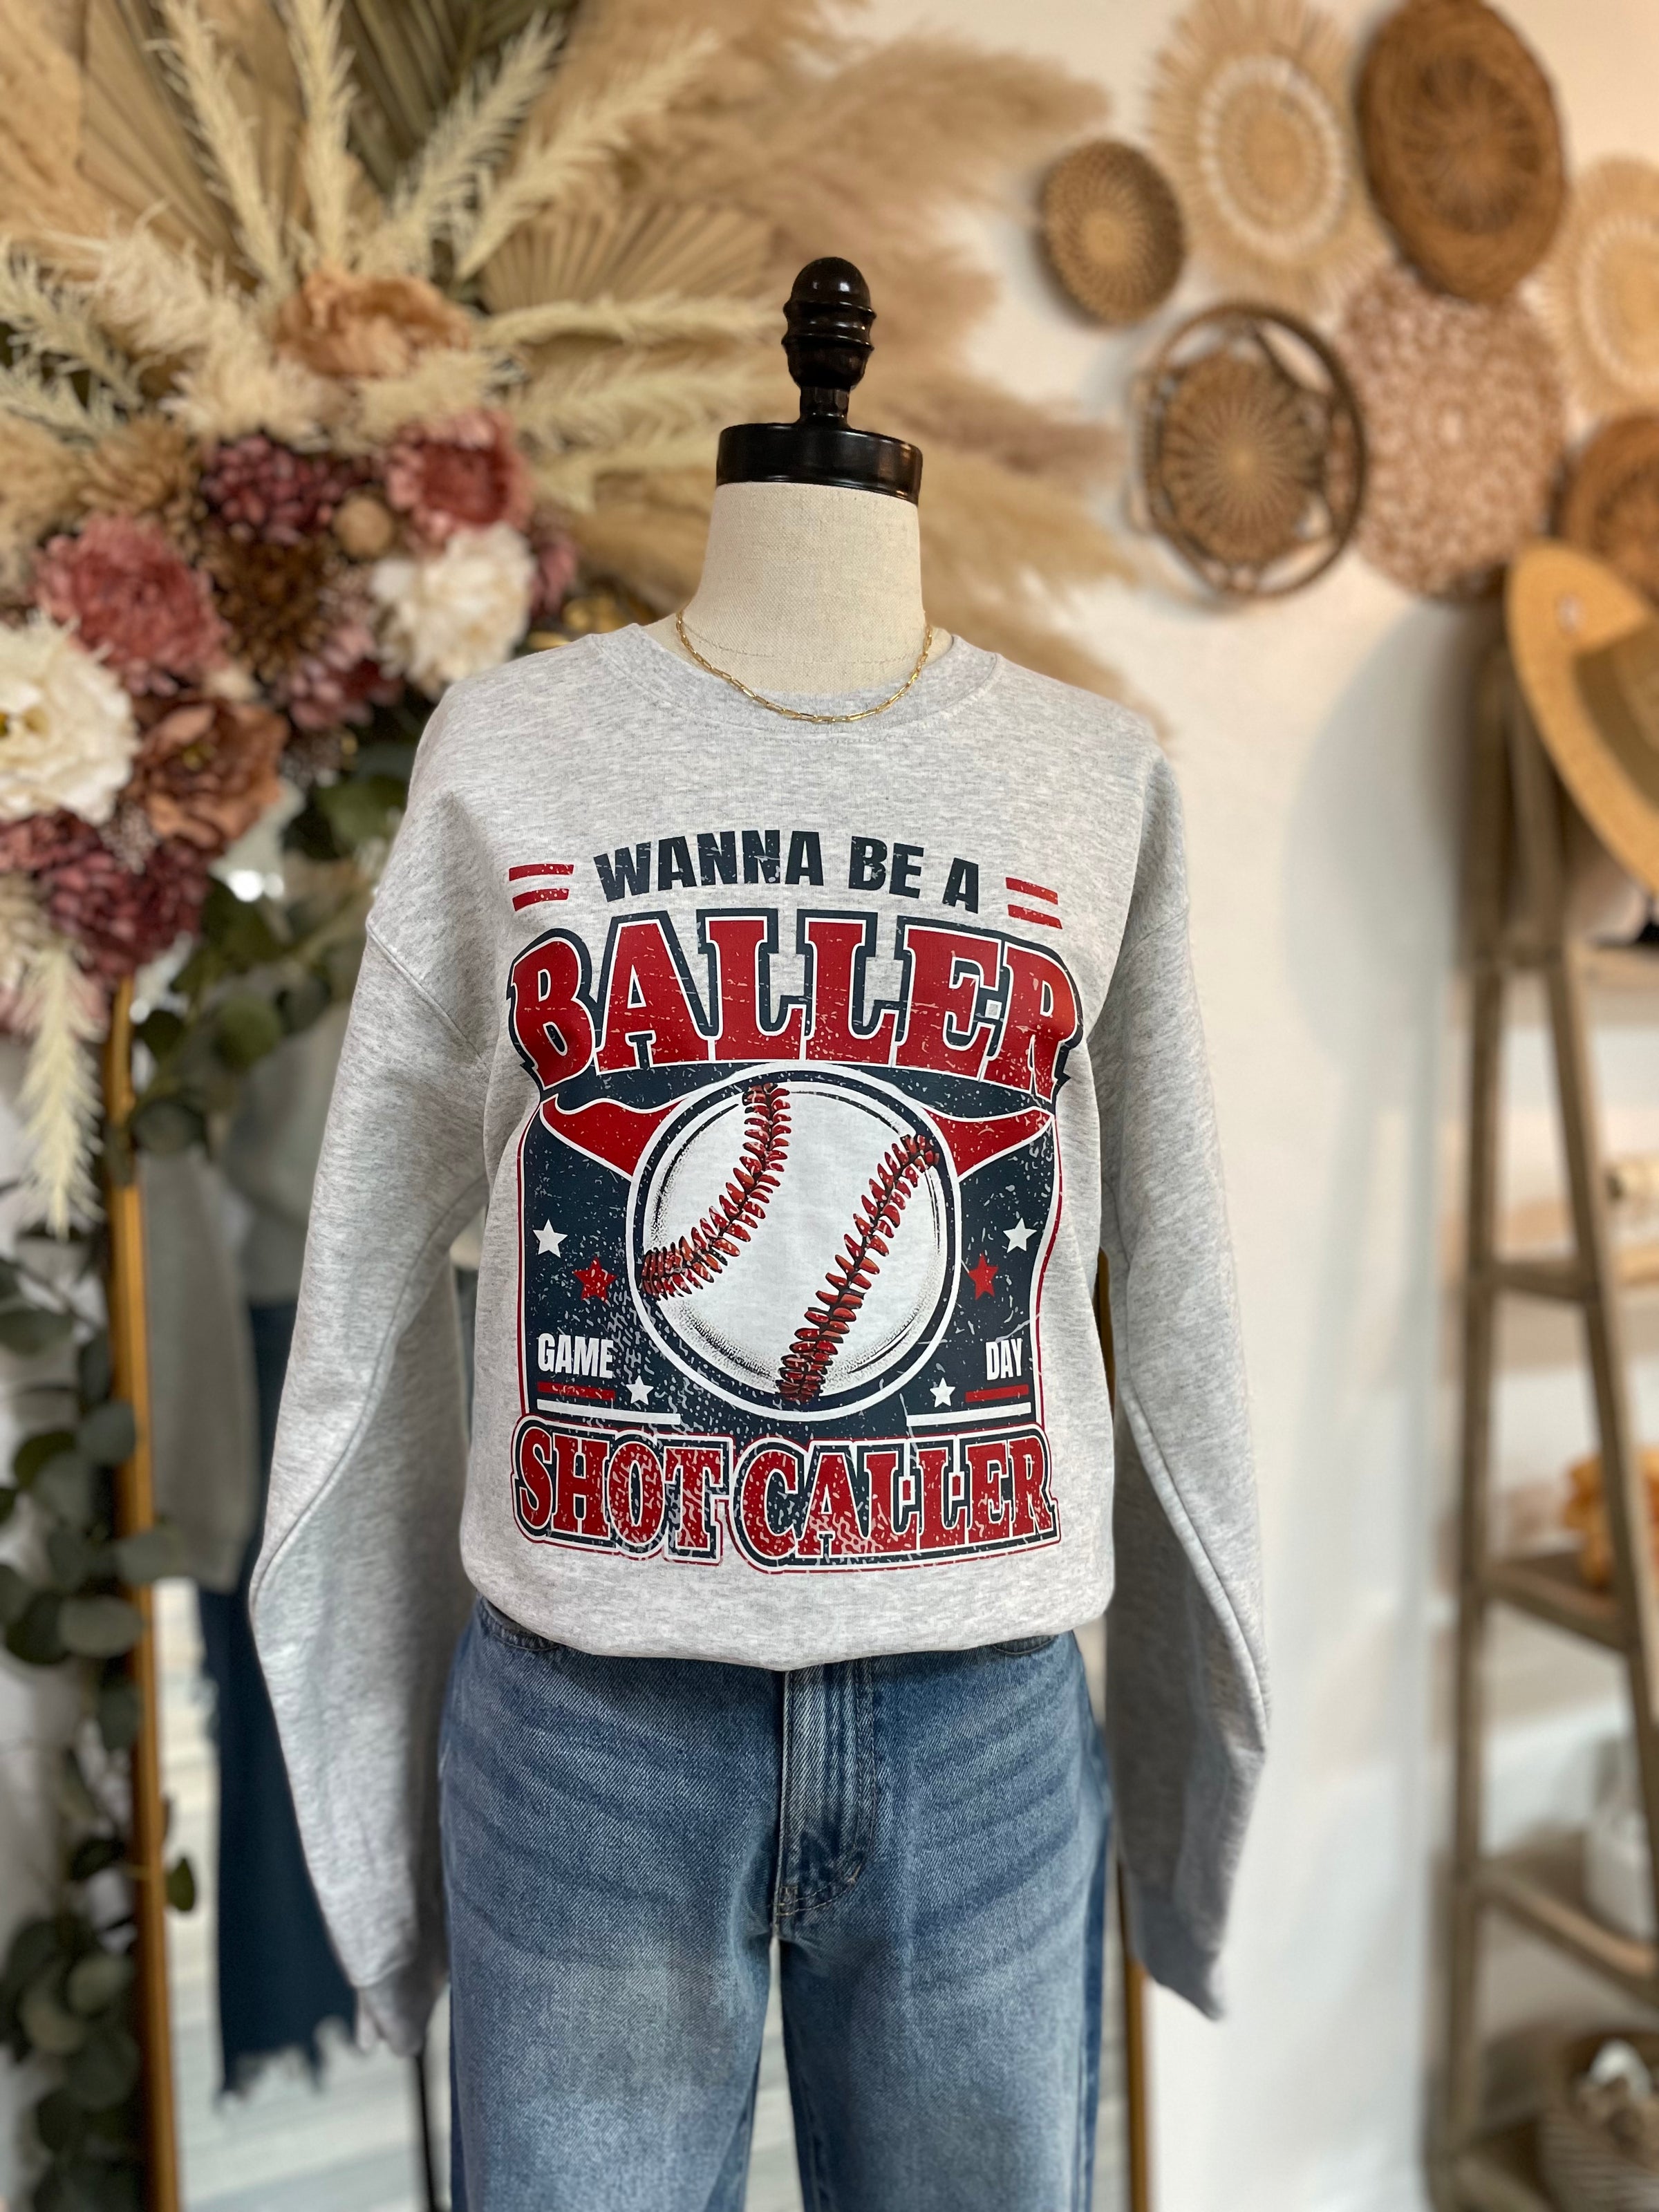 WANNA BE A
BALLER
GAME DAY
SHOT CALLER